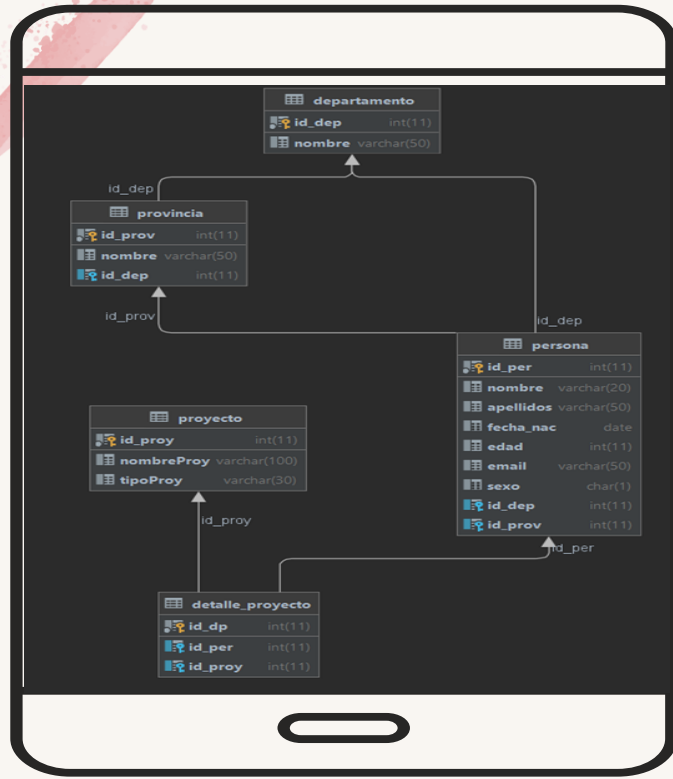 departamento
id_dep int(11)
nombre varchar(50)
id_dep
provincia
id_prov int(11)
nombre varchar(50)
id_dep int(11)
id_prov
id_dep
persona
id_per int(11)
nombre varchar(20)
apellidos varchar(50)
fecha_nac date
edad int(11)
email varchar(50)
sexo char(1)
id_dep int(11)
id_prov int(11)
proyecto
id_proy int(11)
nombreProy varchar(100)
tipoProy varchar(30)
id_proy
id_per
detalle_proyecto
id_dp int(11)
id_per int(11)
id_proy int(11)